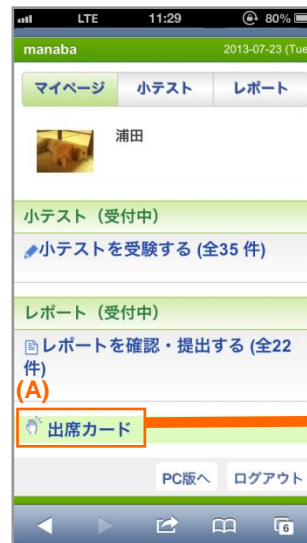 LTE 11:29 80%
manaba 2013-07-23 (Tue
マイページ 小テスト レポート
浦田
小テスト（受付中）
小テストを受験する (全35 件)
レポート（受付中）
レポートを確認・提出する (全22
件)
(A)
出席カード
PC版へ ログアウト
6